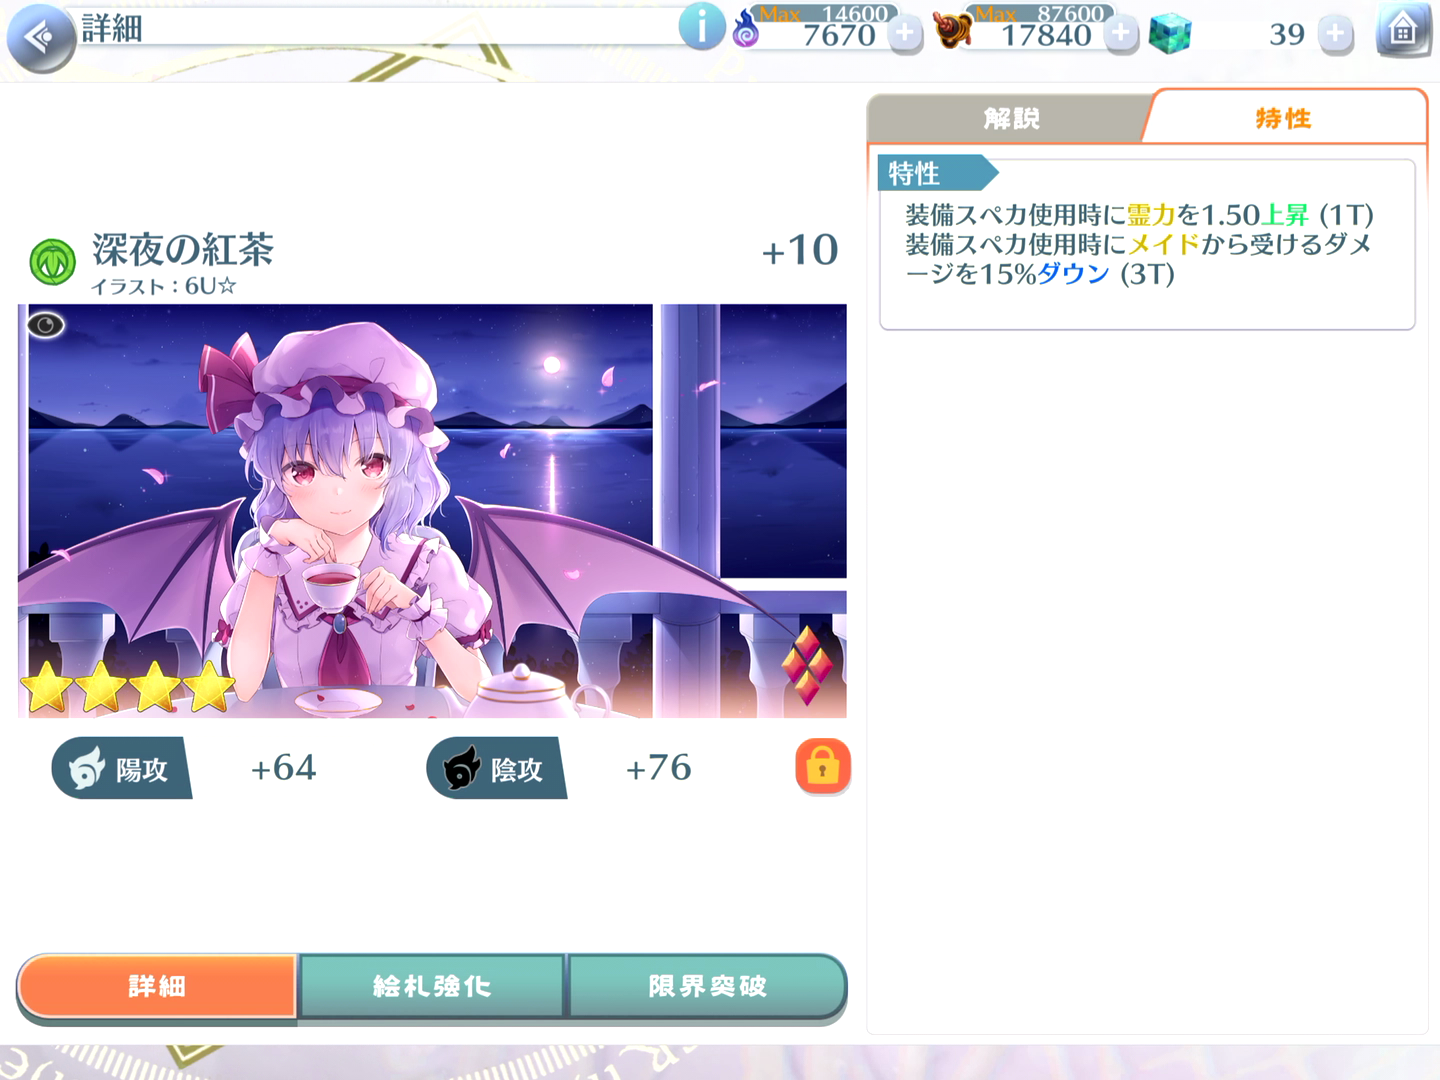 詳細
i
Max 14600
7670
Max 87600
17840
39
解説
特性
特性
装備スペカ使用時に霊力を1.50上昇 (1T)
装備スペカ使用時にメイドから受けるダメ
ージを15%ダウン (3T)
深夜の紅茶
イラスト：6U☆
+10
陽攻
+64
陰攻
+76
詳細
絵札強化
限界突破